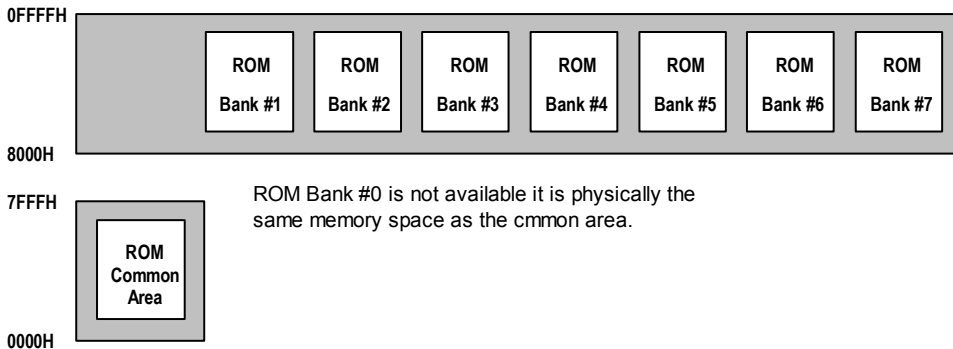 0FFFFH
ROM
Bank #1
ROM
Bank #2
ROM
Bank #3
ROM
Bank #4
ROM
Bank #5
ROM
Bank #6
ROM
Bank #7
8000H
7FFFH
ROM Bank #0 is not available it is physically the
same memory space as the cmmon area.
ROM
Common
Area
0000H